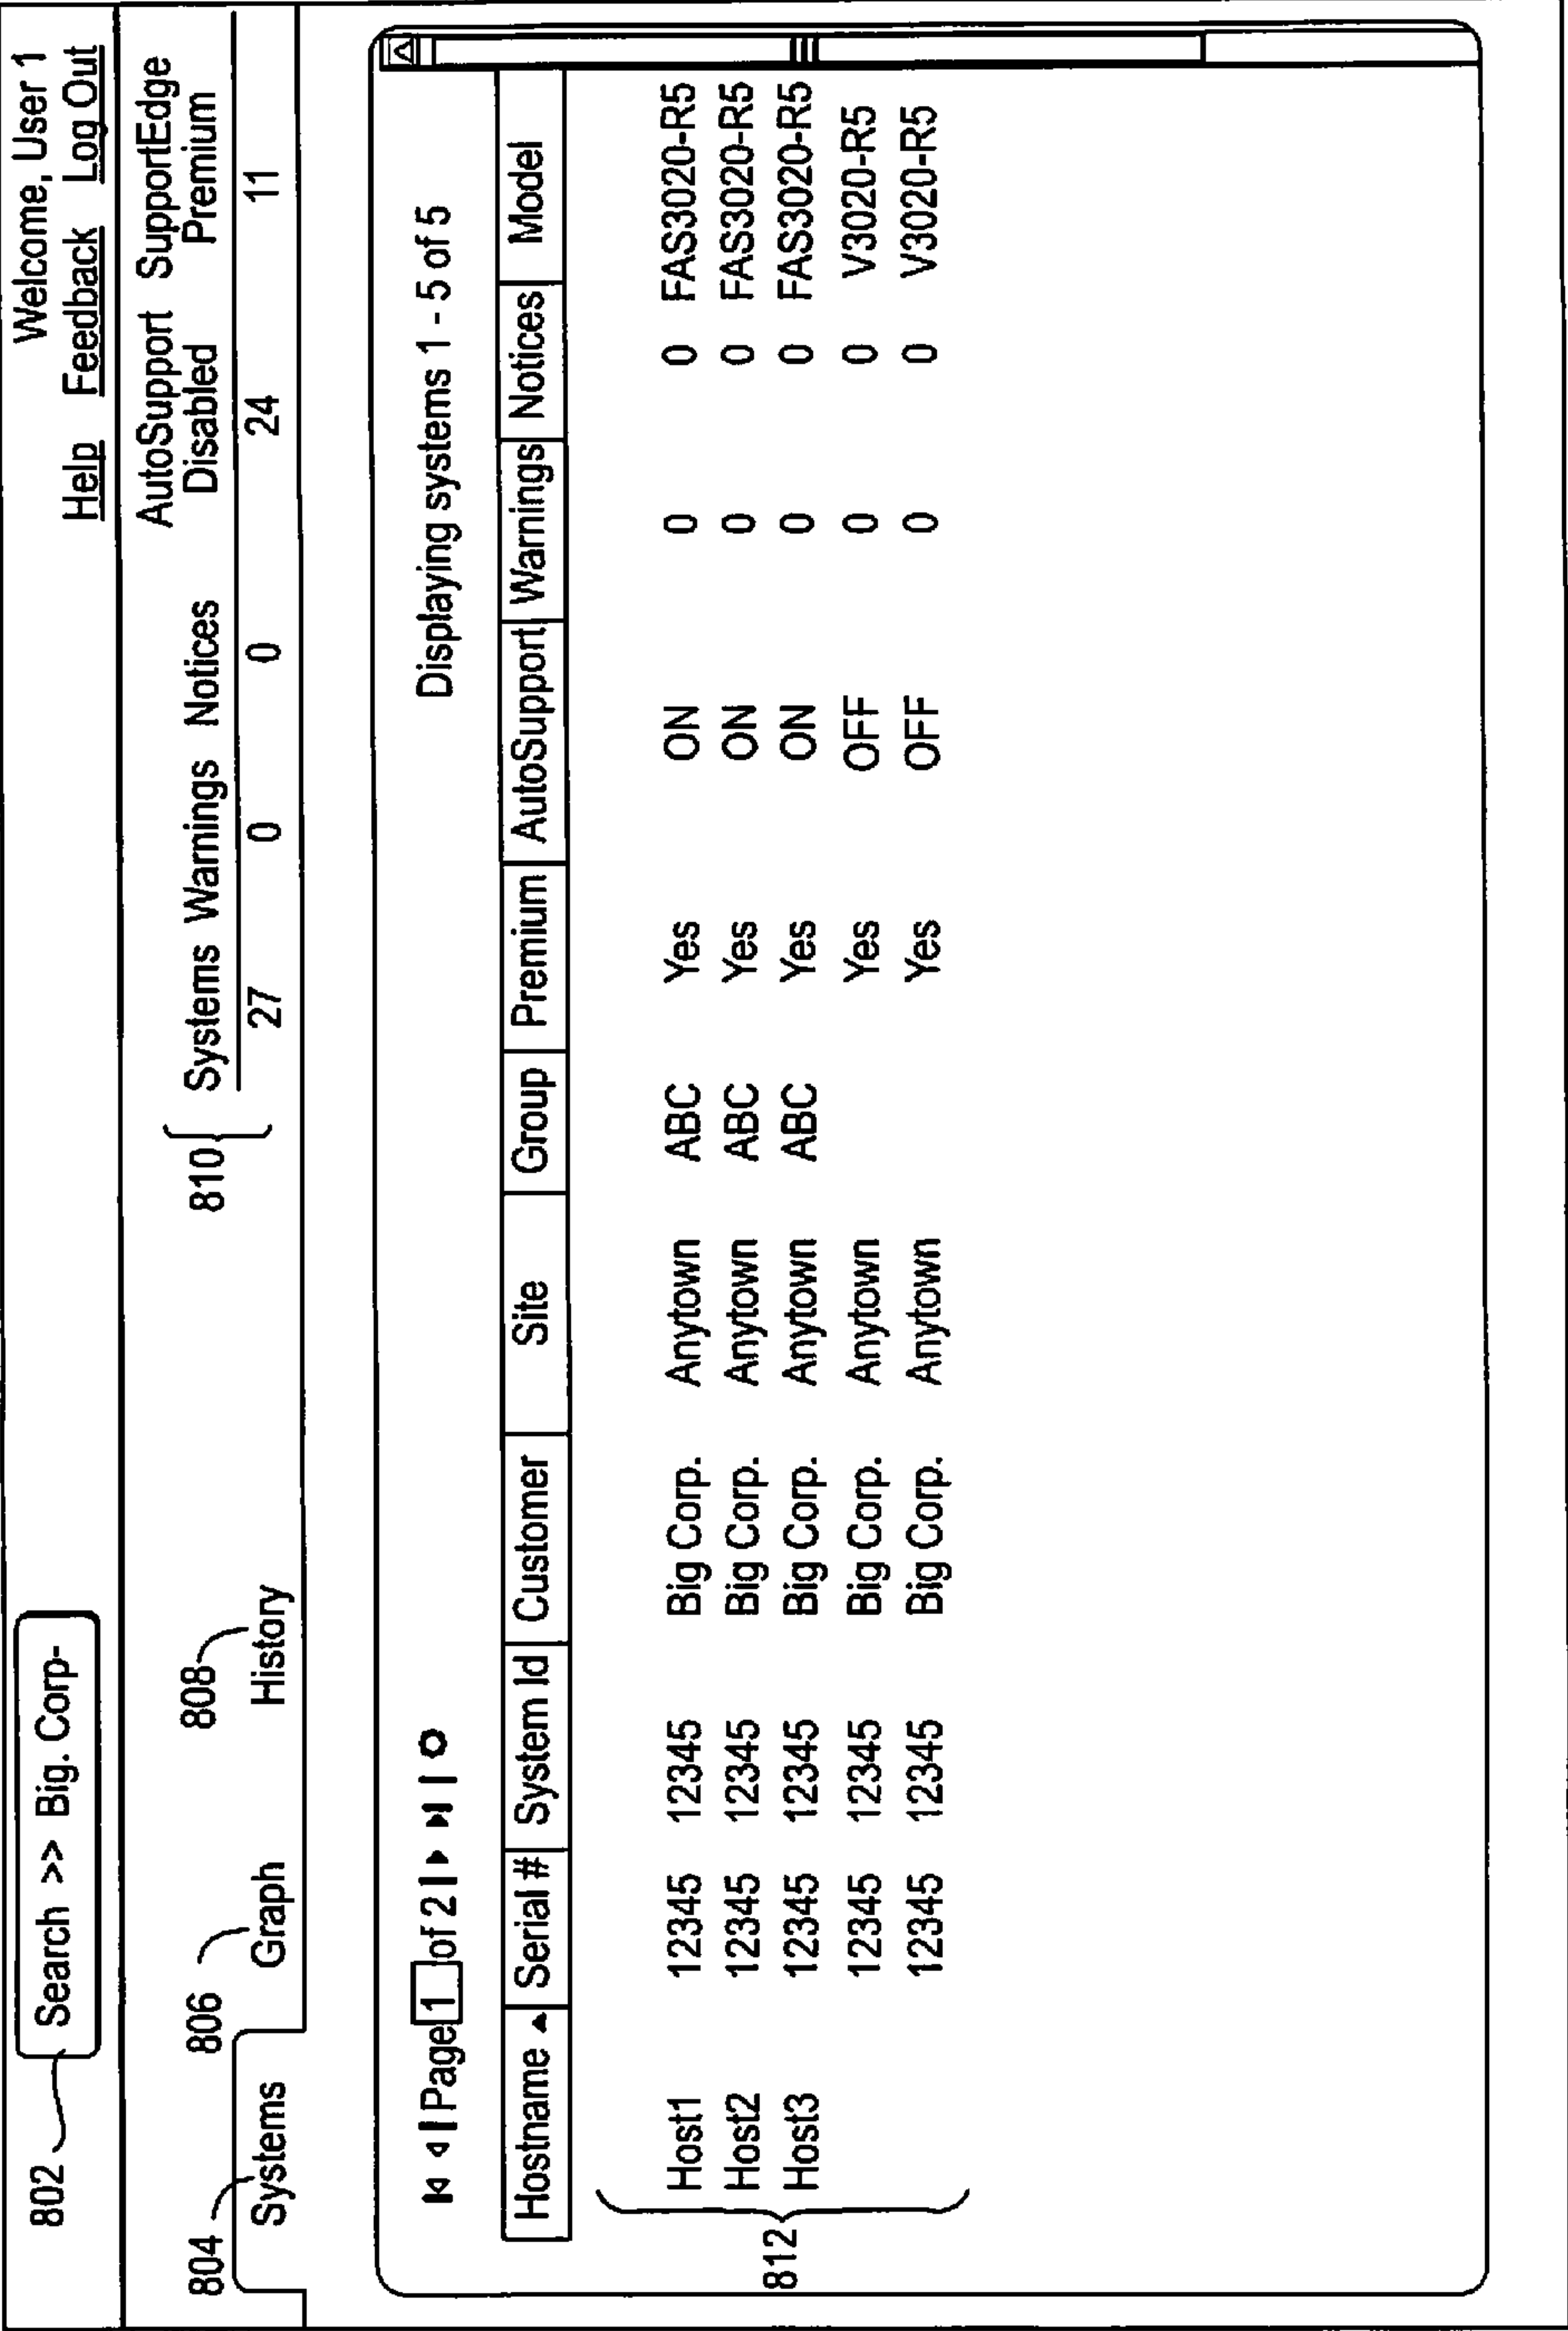 802 Search >> Big. Corp- Welcome, User 1
Help Feedback Log Out
804 Systems 806 Graph 808 History
810 Systems Warnings Notices AutoSupport Disabled SupportEdge Premium
27 0 0 24 11
Page 1 of 2 Displaying systems 1 - 5 of 5
Hostname Serial # System Id Customer Site Group Premium AutoSupport Warnings Notices Model
Host1 12345 12345 Big Corp. Anytown ABC Yes ON 0 0 FAS3020-R5
Host2 12345 12345 Big Corp. Anytown ABC Yes ON 0 0 FAS3020-R5
Host3 12345 12345 Big Corp. Anytown ABC Yes ON 0 0 FAS3020-R5
12345 12345 Big Corp. Anytown Yes OFF 0 0 V3020-R5
12345 12345 Big Corp. Anytown Yes OFF 0 0 V3020-R5
812